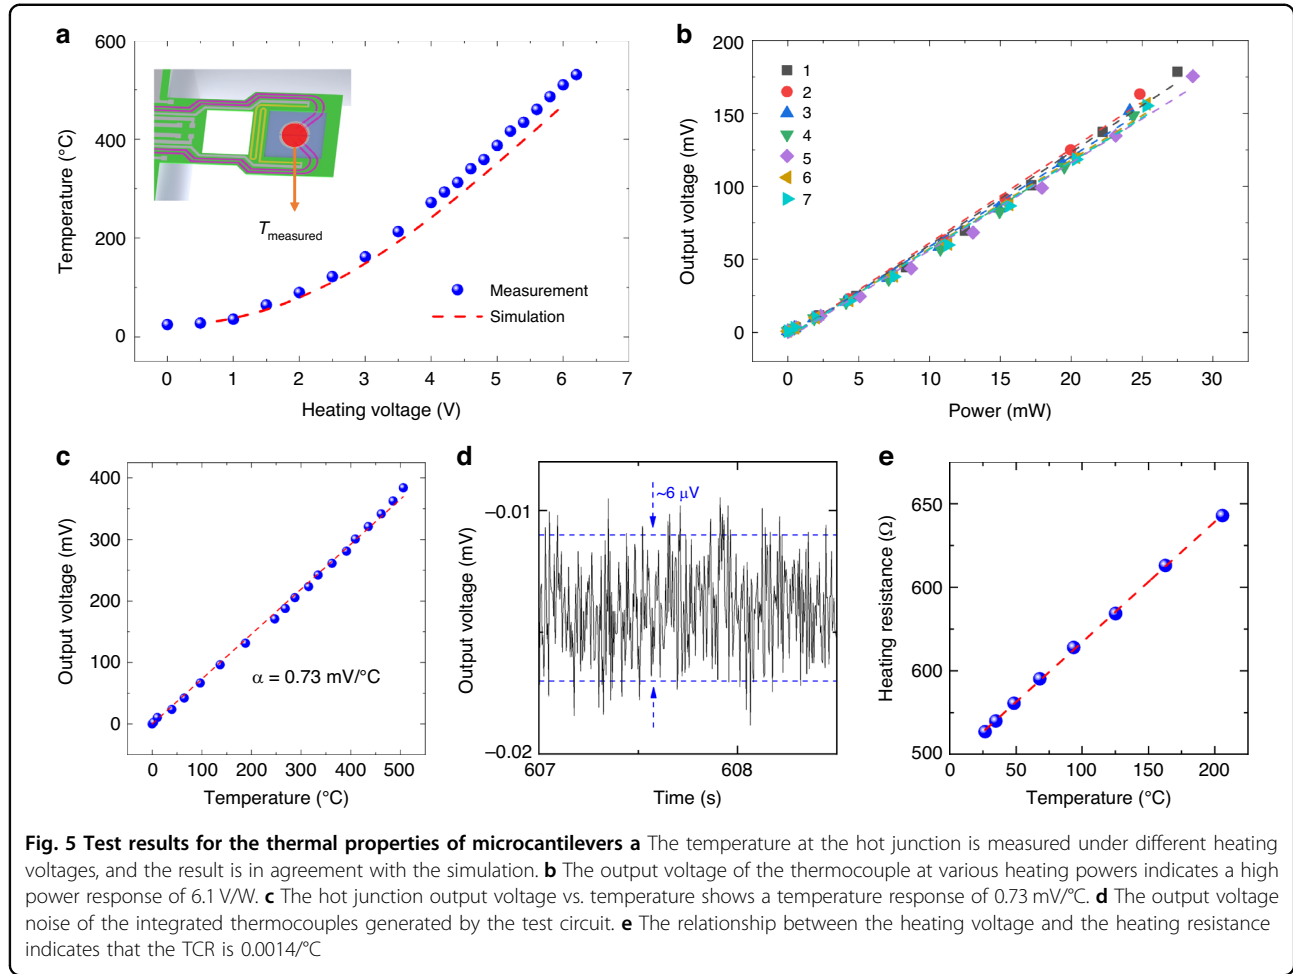 a
600
400
200
0
Temperature (°C)
T measured
Measurement
Simulation
0 1 2 3 4 5 6 7
Heating voltage (V)
b
200
150
100
50
0
Output voltage (mV)
1
2
3
4
5
6
7
0 5 10 15 20 25 30
Power (mW)
c
400
300
200
100
0
Output voltage (mV)
α = 0.73 mV/°C
0 100 200 300 400 500
Temperature (°C)
d
~6 μV
−0.01
−0.02
Output voltage (mV)
607 608
Time (s)
e
650
600
600
500
Heating resistance (Ω)
0 50 100 150 200
Temperature (°C)
Fig. 5 Test results for the thermal properties of microcantilevers a The temperature at the hot junction is measured under different heating
voltages, and the result is in agreement with the simulation. b The output voltage of the thermocouple at various heating powers indicates a high
power response of 6.1 V/W. c The hot junction output voltage vs. temperature shows a temperature response of 0.73 mV/°C. d The output voltage
noise of the integrated thermocouples generated by the test circuit. e The relationship between the heating voltage and the heating resistance
indicates that the TCR is 0.0014/°C